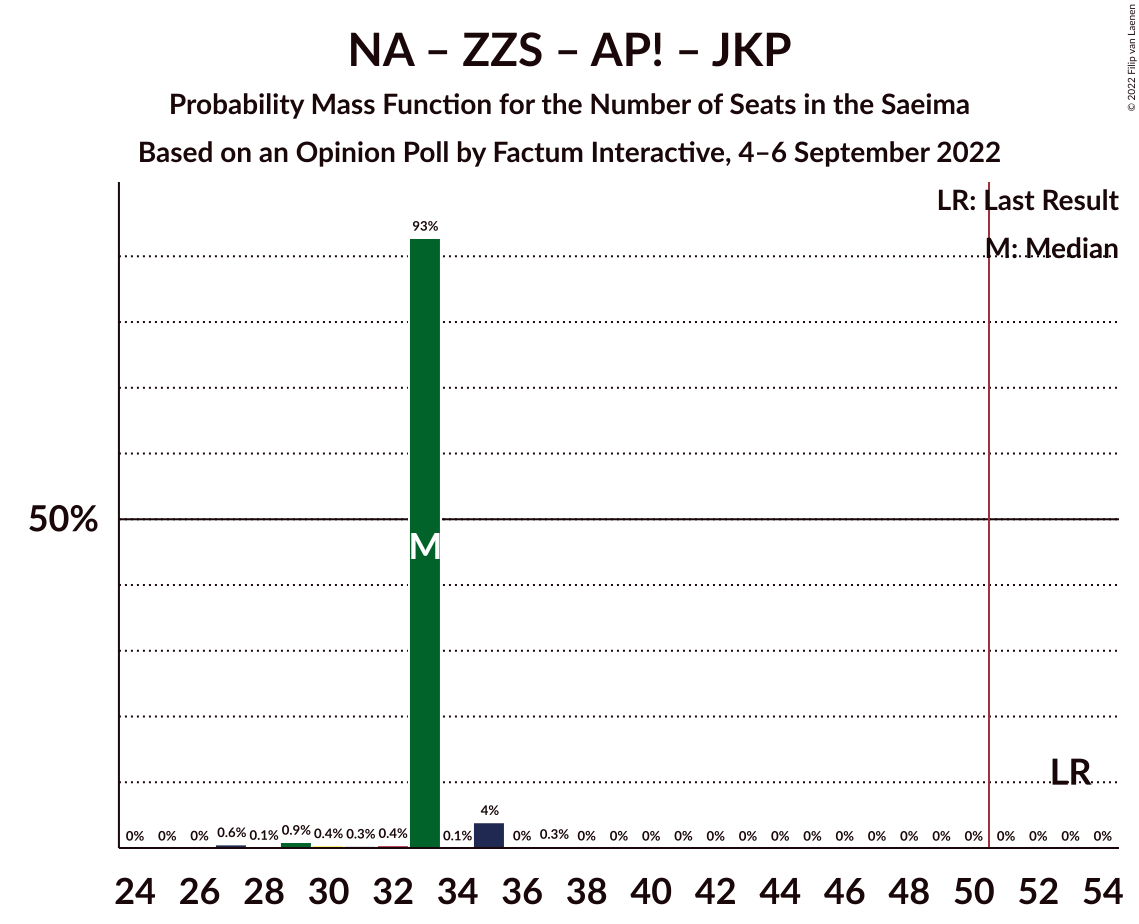 NA – ZZS – AP! – JKP
Probability Mass Function for the Number of Seats in the Saeima
Based on an Opinion Poll by Factum Interactive, 4–6 September 2022
© 2022 Filip van Laenen
LR: Last Result
M: Median
93%
50%
M
LR
0% 0% 0% 0.6% 0.1% 0.9% 0.4% 0.3% 0.4% 0.1% 4% 0% 0.3% 0% 0% 0% 0% 0% 0% 0% 0% 0% 0% 0% 0% 0% 0% 0% 0% 0%
24 26 28 30 32 34 36 38 40 42 44 46 48 50 52 54